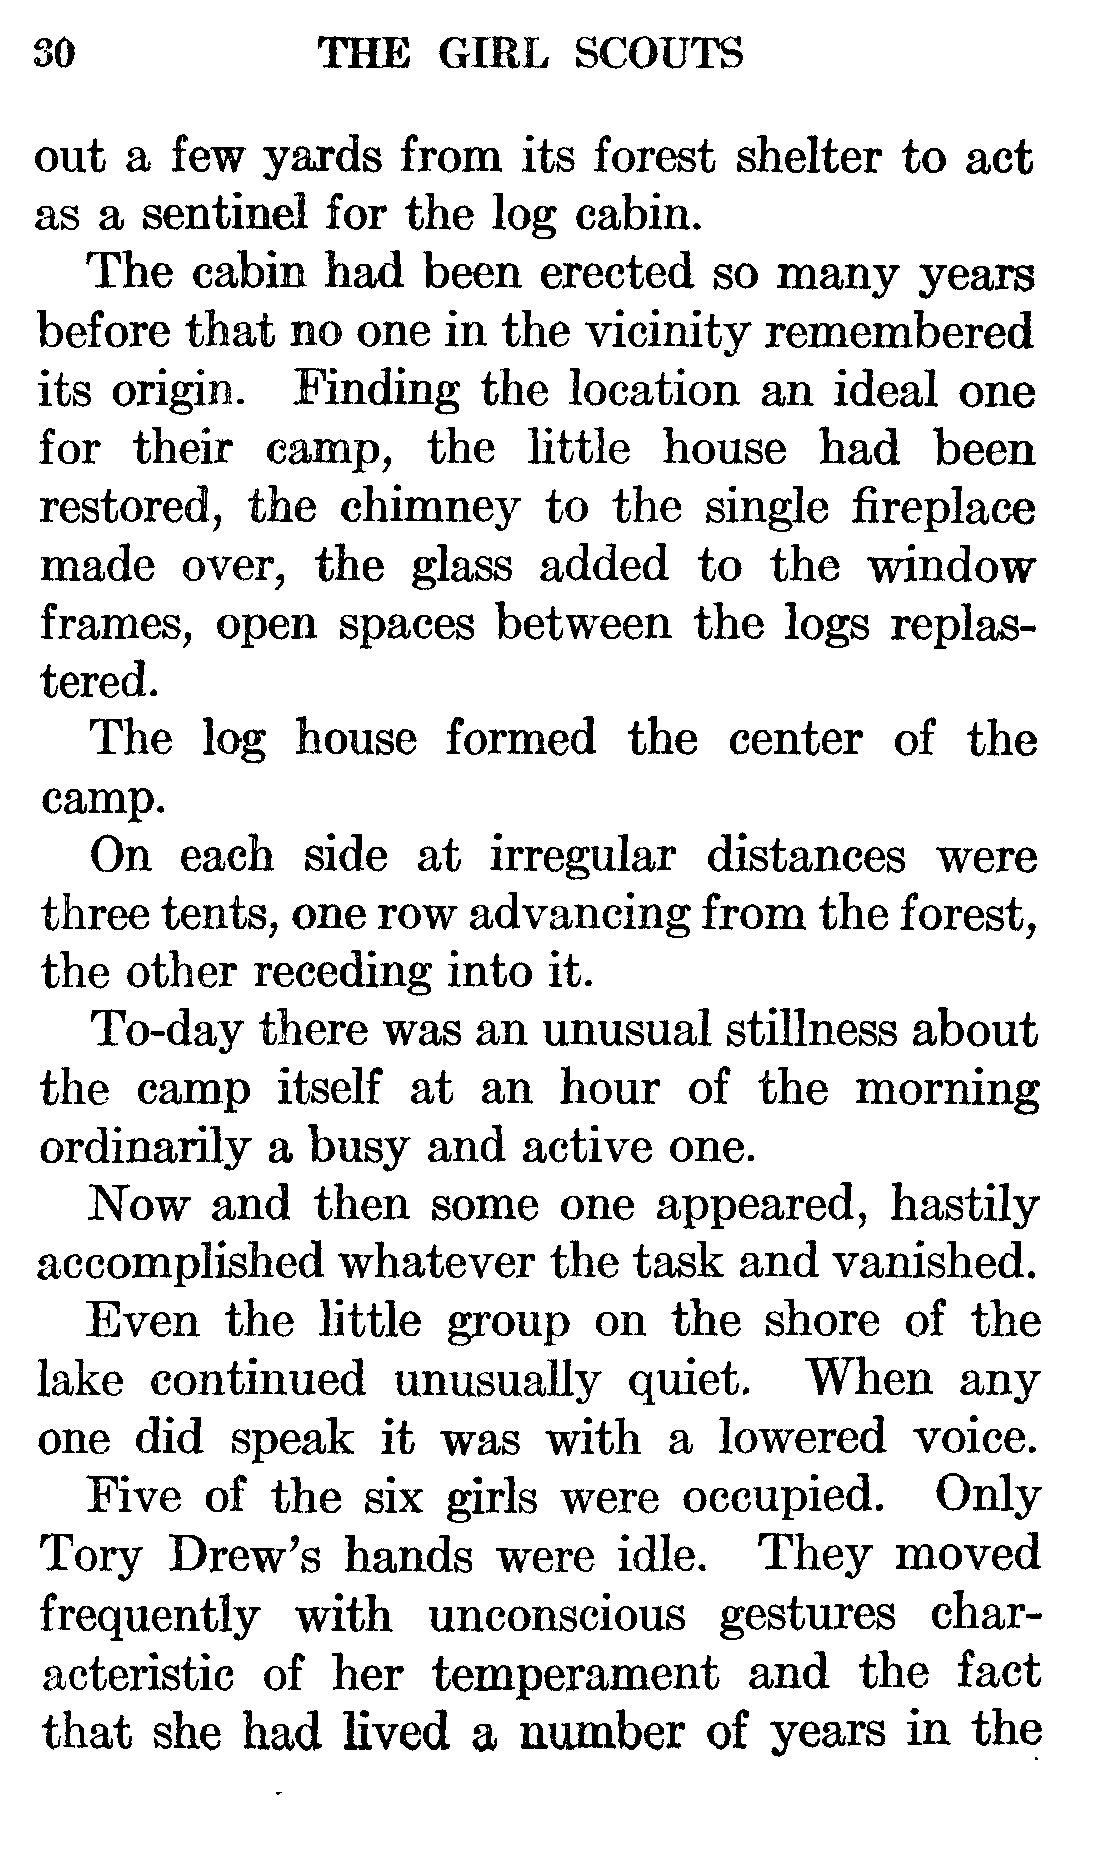 30 THE GIRL SCOUTS
out a few yards from its forest shelter to act
as a sentinel for the log cabin.
The cabin had been erected so many years
before that no one in the vicinity remembered
its origin. Finding the location an ideal one
for their camp, the little house had been
restored, the chimney to the single fireplace
made over, the glass added to the window
frames, open spaces between the logs replas-
tered.
The log house formed the center of the
camp.
On each side at irregular distances were
three tents, one row advancing from the forest,
the other receding into it.
To-day there was an unusual stillness about
the camp itself at an hour of the morning
ordinarily a busy and active one.
Now and then some one appeared, hastily
accomplished whatever the task and vanished.
Even the little group on the shore of the
lake continued unusually quiet. When any
one did speak it was with a lowered voice.
Five of the six girls were occupied. Only
Tory Drew's hands were idle. They moved
frequently with unconscious gestures char-
acteristic of her temperament and the fact
that she had lived a number of years in the